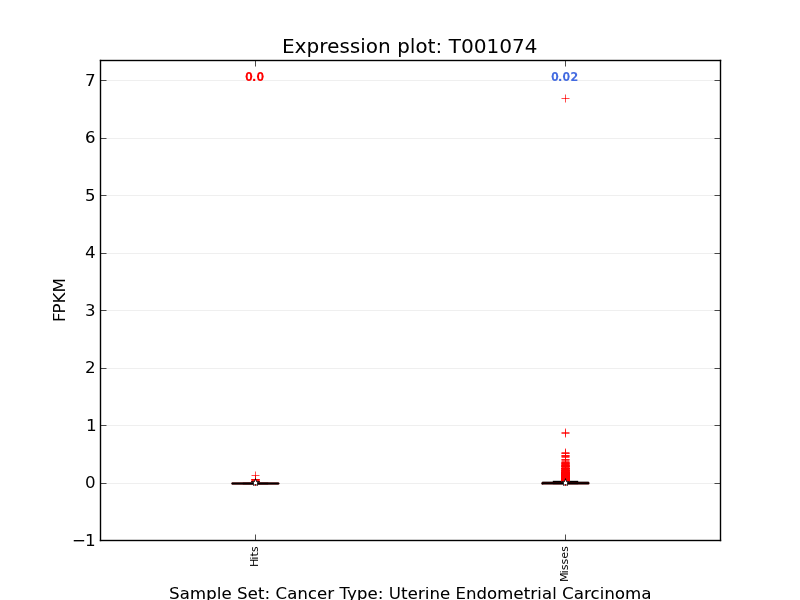 Expression plot: T001074
7
0.0
0.02
6
5
4
3
2
1
0
−1
FPKM
Hits
Misses
Sample Set: Cancer Type: Uterine Endometrial Carcinoma